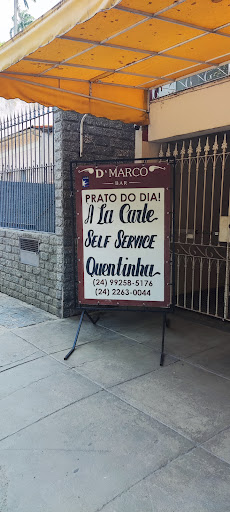 D'MARCO
BAR
PRATO DO DIA!
A La Carte
SELF SERVICE
Quentinha
(24) 99258-5176
(24) 2263-0044